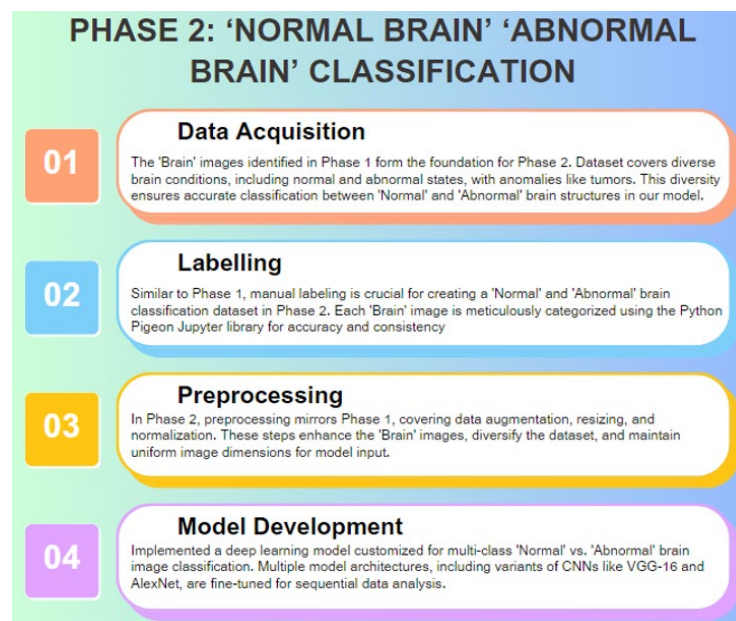 PHASE 2: ‘NORMAL BRAIN’ ‘ABNORMAL
BRAIN’ CLASSIFICATION
01
Data Acquisition
The 'Brain' images identified in Phase 1 form the foundation for Phase 2. Dataset covers diverse
brain conditions, including normal and abnormal states, with anomalies like tumors. This diversity
ensures accurate classification between 'Normal' and 'Abnormal' brain structures in our model.
02
Labelling
Similar to Phase 1, manual labeling is crucial for creating a 'Normal' and 'Abnormal' brain
classification dataset in Phase 2. Each 'Brain' image is meticulously categorized using the Python
Pigeon Jupyter library for accuracy and consistency
03
Preprocessing
In Phase 2, preprocessing mirrors Phase 1, covering data augmentation, resizing, and
normalization. These steps enhance the 'Brain' images, diversify the dataset, and maintain
uniform image dimensions for model input.
04
Model Development
Implemented a deep learning model customized for multi-class 'Normal' vs. 'Abnormal' brain
image classification. Multiple model architectures, including variants of CNNs like VGG-16 and
AlexNet, are fine-tuned for sequential data analysis.